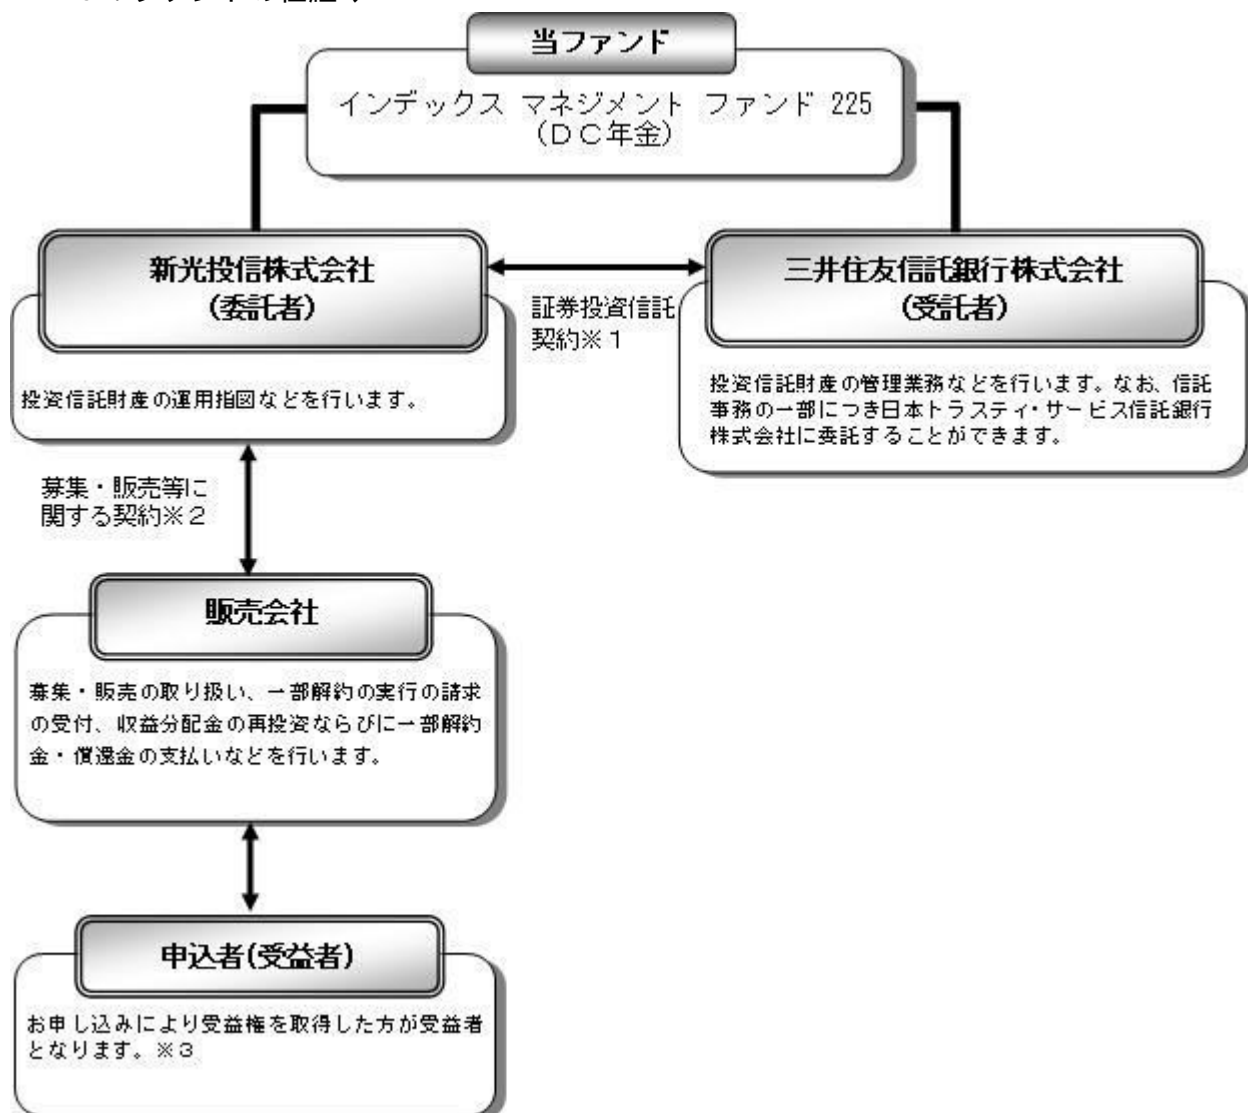 当ファンド
インデックス マネジメント ファンド 225
(DC年金)
新光投信株式会社
(委託者)
三井住友信託銀行株式会社
(受託者)
証券投資信託
契約※1
投資信託財産の運用指図などを行います。
投資信託財産の管理業務などを行います。なお、信託
事務の一部につき日本トラスティ・サービス信託銀行
株式会社に委託することができます。
募集・販売等に
関する契約※2
販売会社
募集・販売の取り扱い、一部解約の実行の請求
の受付、収益分配金の再投資ならびに一部解約
金・償還金の支払いなどを行います。
申込者(受益者)
お申し込みにより受益権を取得した方が受益者
となります。※3